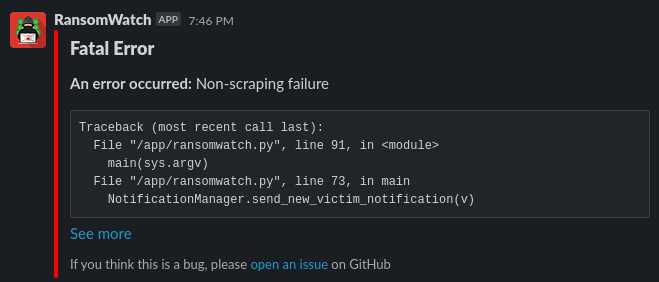 RansomWatch APP 7:46 PM
Fatal Error
An error occurred: Non-scraping failure
Traceback (most recent call last):
  File "/app/ransomwatch.py", line 91, in <module>
    main(sys.argv)
  File "/app/ransomwatch.py", line 73, in main
    NotificationManager.send_new_victim_notification(v)
See more
If you think this is a bug, please open an issue on GitHub